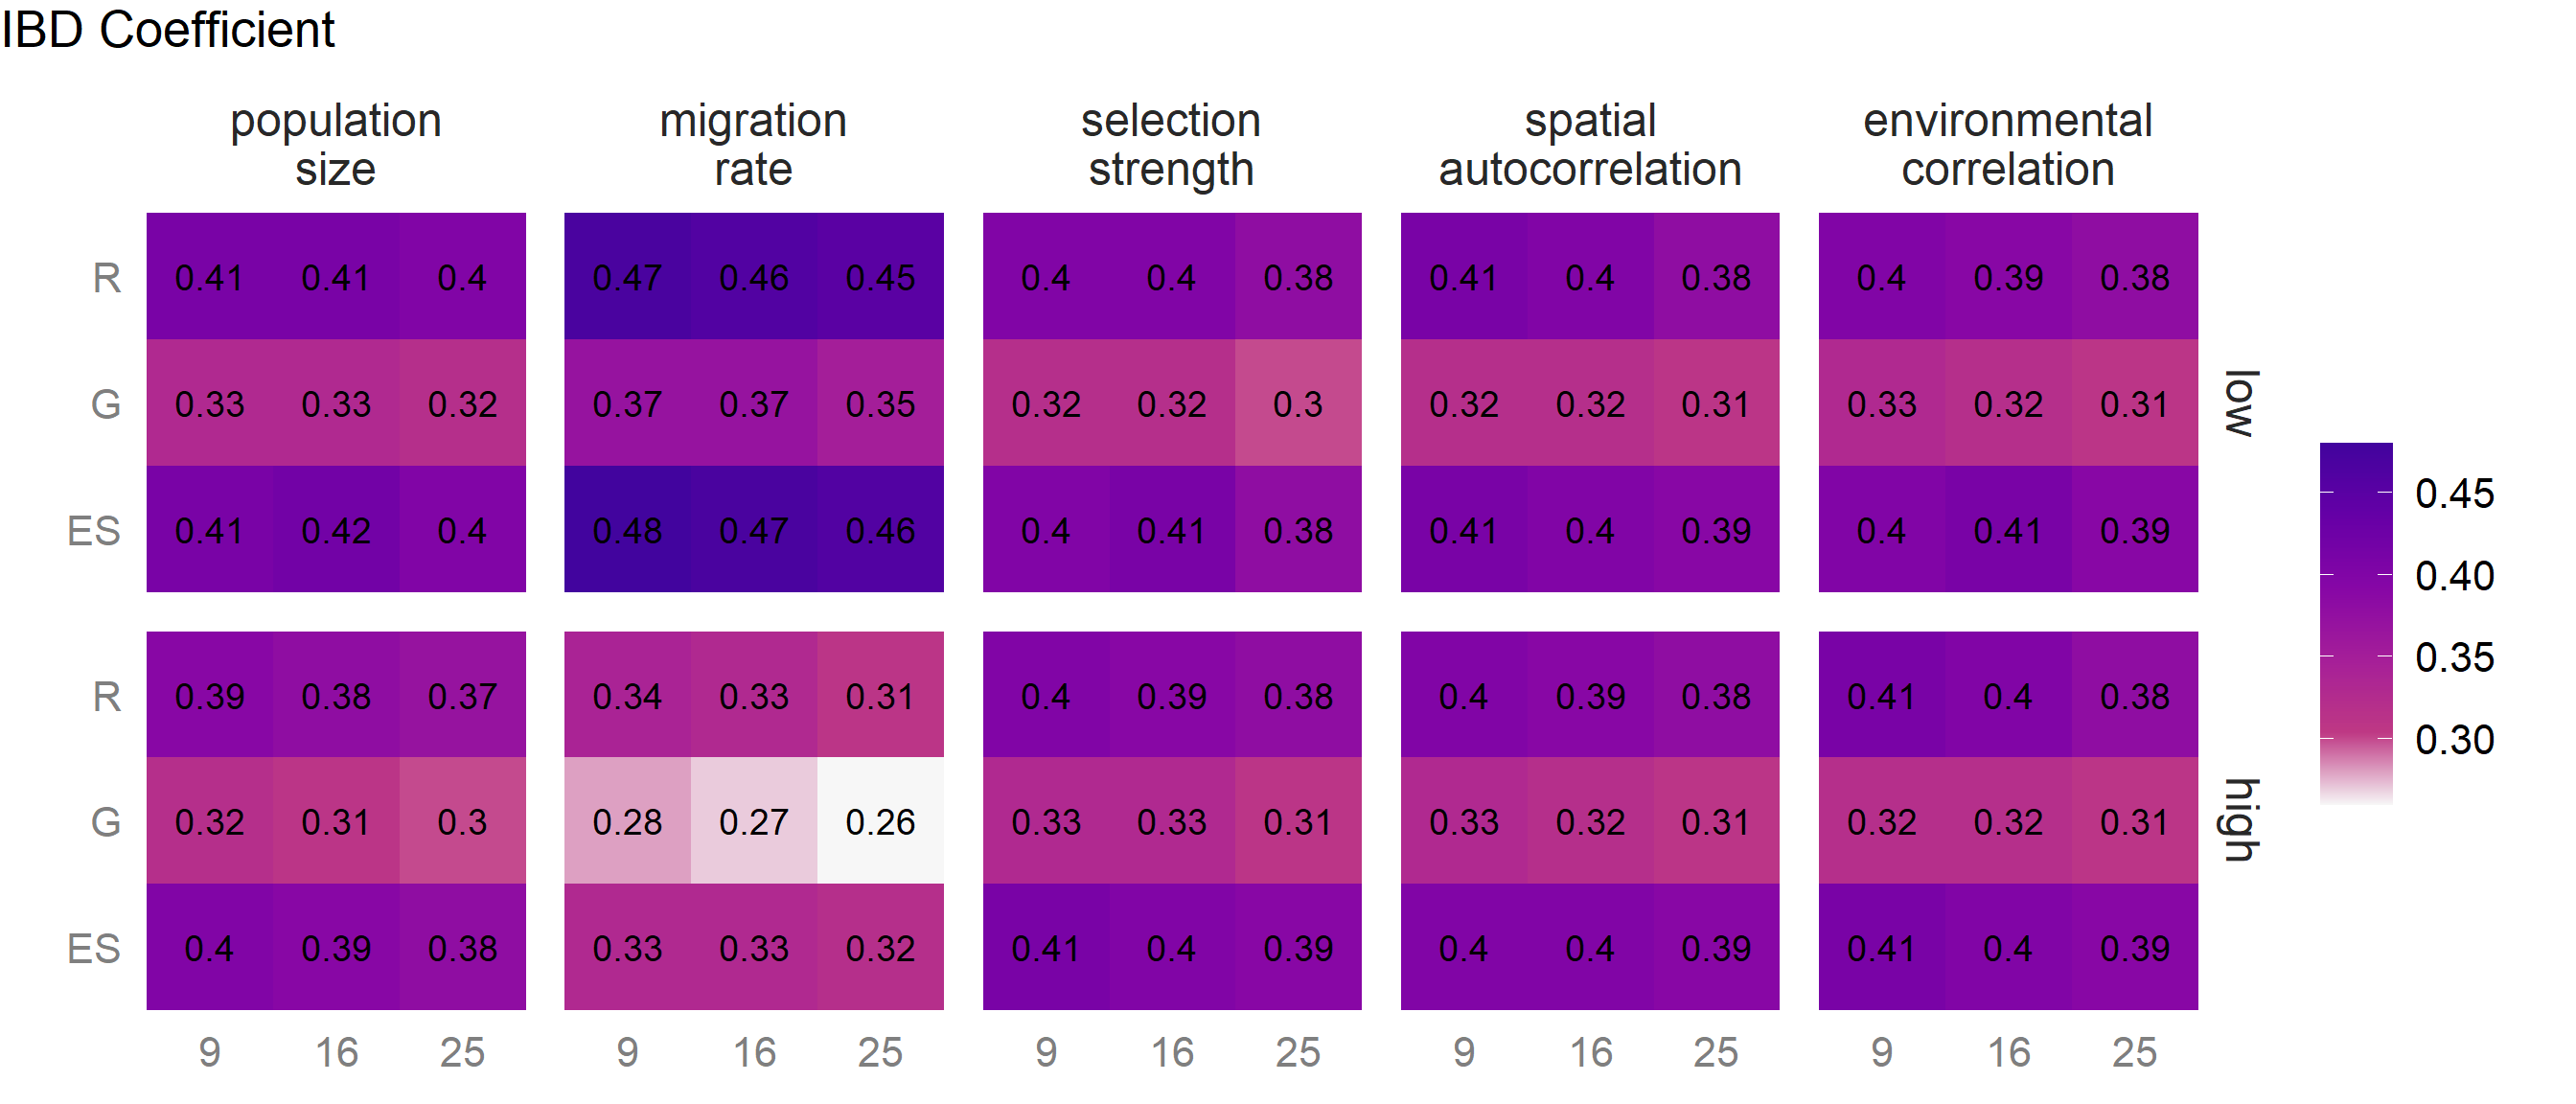 IBD Coefficient
population size
migration rate
selection strength
spatial autocorrelation
environmental correlation
R 0.41 0.41 0.4 0.47 0.46 0.45 0.4 0.4 0.38 0.41 0.4 0.38 0.4 0.39 0.38
G 0.33 0.33 0.32 0.37 0.37 0.35 0.32 0.32 0.3 0.32 0.32 0.31 0.33 0.32 0.31
ES 0.41 0.42 0.4 0.48 0.47 0.46 0.4 0.41 0.38 0.41 0.4 0.39 0.4 0.41 0.39
low
R 0.39 0.38 0.37 0.34 0.33 0.31 0.4 0.39 0.38 0.4 0.39 0.38 0.41 0.4 0.38
G 0.32 0.31 0.3 0.28 0.27 0.26 0.33 0.33 0.31 0.33 0.32 0.31 0.32 0.32 0.31
ES 0.4 0.39 0.38 0.33 0.33 0.32 0.41 0.4 0.39 0.4 0.4 0.39 0.41 0.4 0.39
high
9 16 25 9 16 25 9 16 25 9 16 25 9 16 25
0.45
0.40
0.35
0.30